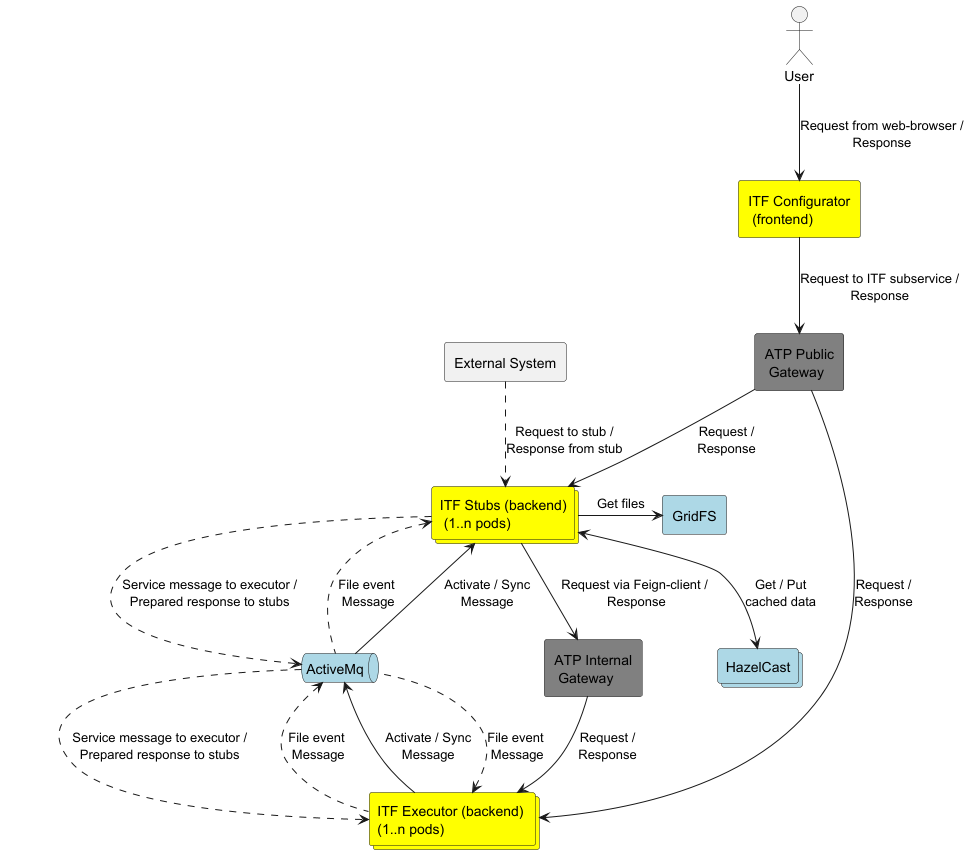 User
Request from web-browser /
Response
ITF Configurator
(frontend)
Request to ITF subservice /
Response
ATP Public
Gateway
External System
Request to stub /
Response from stub
Request /
Response
ITF Stubs (backend)
(1..n pods)
Get files
GridFS
Service message to executor /
Prepared response to stubs
File event
Message
Activate / Sync
Message
Request via Feign-client /
Response
Get / Put
cached data
Request /
Response
ActiveMq
ATP Internal
Gateway
HazelCast
Service message to executor /
Prepared response to stubs
File event
Message
Activate / Sync
Message
File event
Message
Request /
Response
ITF Executor (backend)
(1..n pods)